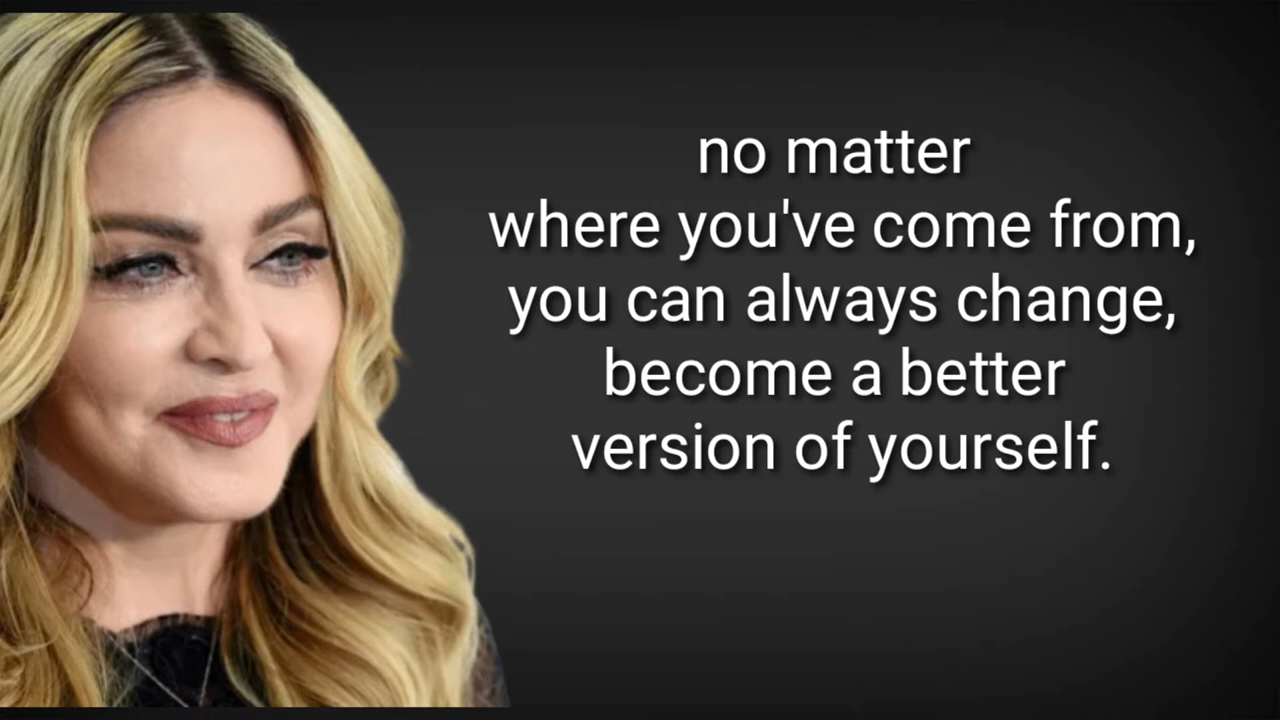 no matter
where you've come from,
you can always change,
become a better
version of yourself.